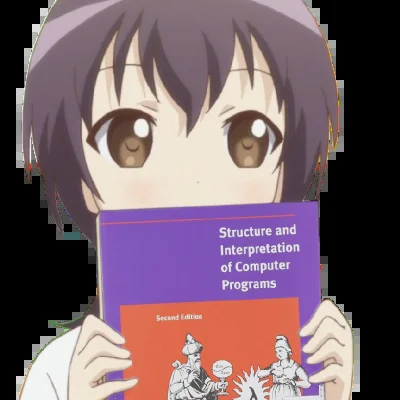 Structure and
Interpretation
of Computer
Programs
Second Edition